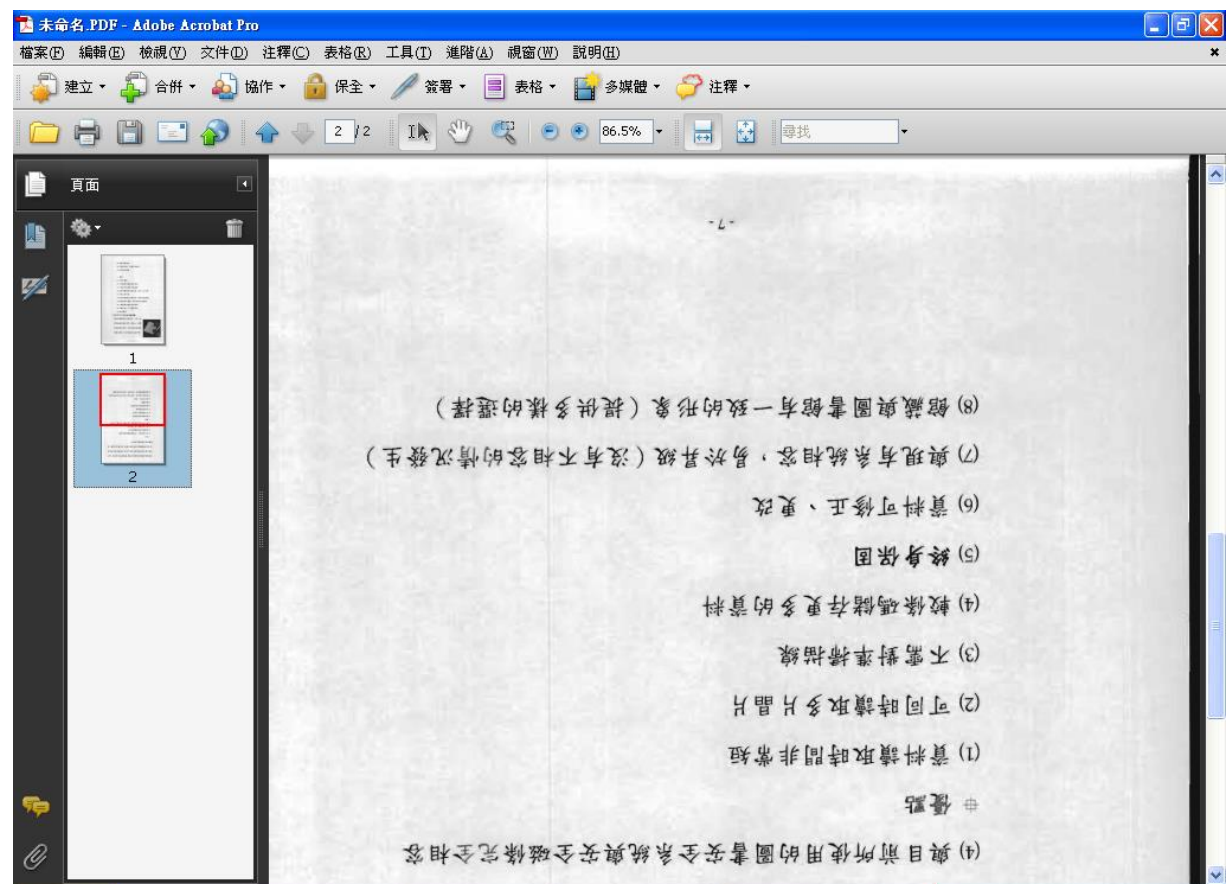 未命名.PDF - Adobe Acrobat Pro
檔案(F) 編輯(E) 檢視(V) 文件(D) 注釋(C) 表格(R) 工具(T) 進階(A) 視窗(W) 說明(H)
建立 合併 協作 保全 簽署 表格 多媒體 注釋
2 / 2 86.5% 尋找
頁面
1
2
(4) 與目前所使用的圖書安全系統與安全磁條完全相容
優點
(1) 資料讀取時間非常短
(2) 可同時讀取多片晶片
(3) 不需對準掃描線
(4) 較條碼儲存更多的資料
(5) 終身保固
(6) 資料可修正、更改
(7) 與現有系統相容，易於昇級（沒有不相容的情況發生）
(8) 館藏與圖書館有一致的形象（提供多樣的選擇）
- 7 -